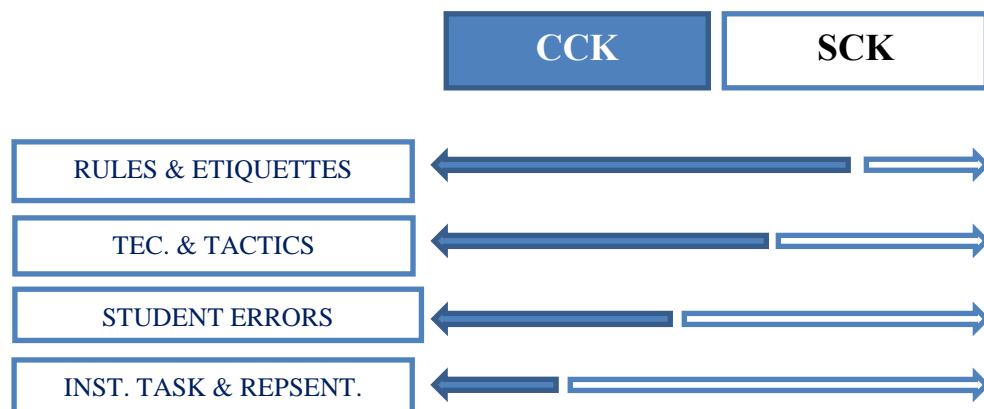 CCK
SCK
RULES & ETIQUETTES
TEC. & TACTICS
STUDENT ERRORS
INST. TASK & REPSENT.